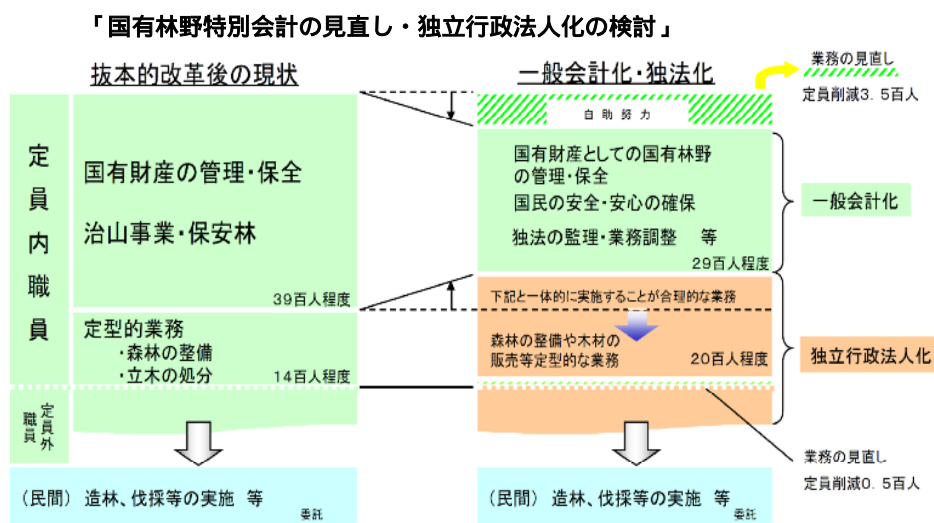 「国有林野特別会計の見直し・独立行政法人化の検討」
抜本的改革後の現状
定員内職員
国有財産の管理・保全
治山事業・保安林
39百人程度
定型的業務
・森林の整備
・立木の処分
14百人程度
定員外
職員
（民間）造林、伐採等の実施 等
委託
一般会計化・独法化
自助努力
国有財産としての国有林野
の管理・保全
国民の安全・安心の確保
独法の監理・業務調整 等
29百人程度
下記と一体的に実施することが合理的な業務
森林の整備や木材の
販売等定型的な業務
20百人程度
（民間）造林、伐採等の実施 等
委託
業務の見直し
定員削減3．5百人
一般会計化
独立行政法人化
業務の見直し
定員削減0．5百人